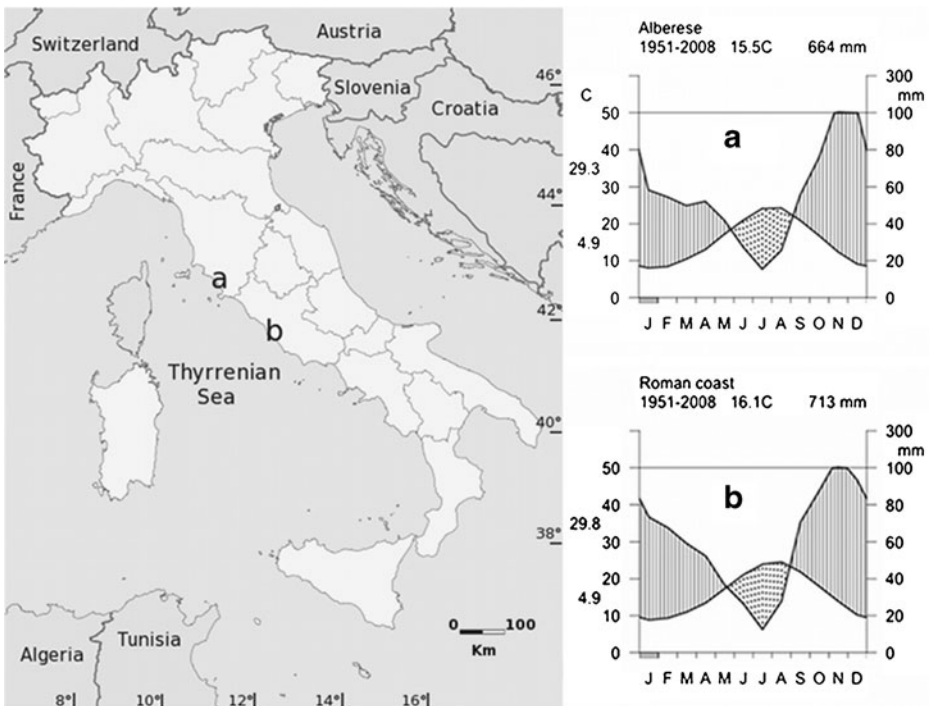 Switzerland
Austria
Slovenia
Croatia
France
46°
44°
42°
40°
38°
a
b
Thyrrenian
Sea
0 100
Km
Algeria
Tunisia
8° 10° 12° 14° 16°
Alberese
1951-2008 15.5C 664 mm
C
50
40
29.3
30
20
4.9
10
0
a
300
mm
100
80
60
40
20
0
J F M A M J J A S O N D
Roman coast
1951-2008 16.1C 713 mm
50
40
29.8
30
20
4.9
10
0
b
300
mm
100
80
60
40
20
0
J F M A M J J A S O N D